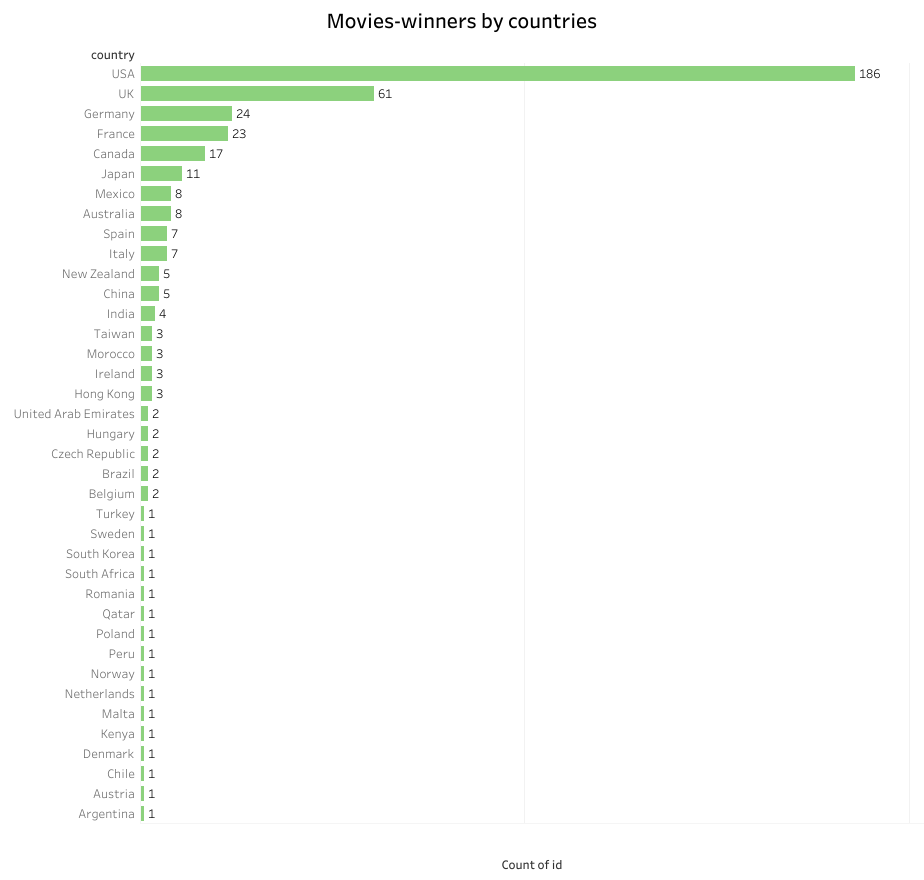 Movies-winners by countries
country
USA 186
UK 61
Germany 24
France 23
Canada 17
Japan 11
Mexico 8
Australia 8
Spain 7
Italy 7
New Zealand 5
China 5
India 4
Taiwan 3
Morocco 3
Ireland 3
Hong Kong 3
United Arab Emirates 2
Hungary 2
Czech Republic 2
Brazil 2
Belgium 2
Turkey 1
Sweden 1
South Korea 1
South Africa 1
Romania 1
Qatar 1
Poland 1
Peru 1
Norway 1
Netherlands 1
Malta 1
Kenya 1
Denmark 1
Chile 1
Austria 1
Argentina 1
Count of id